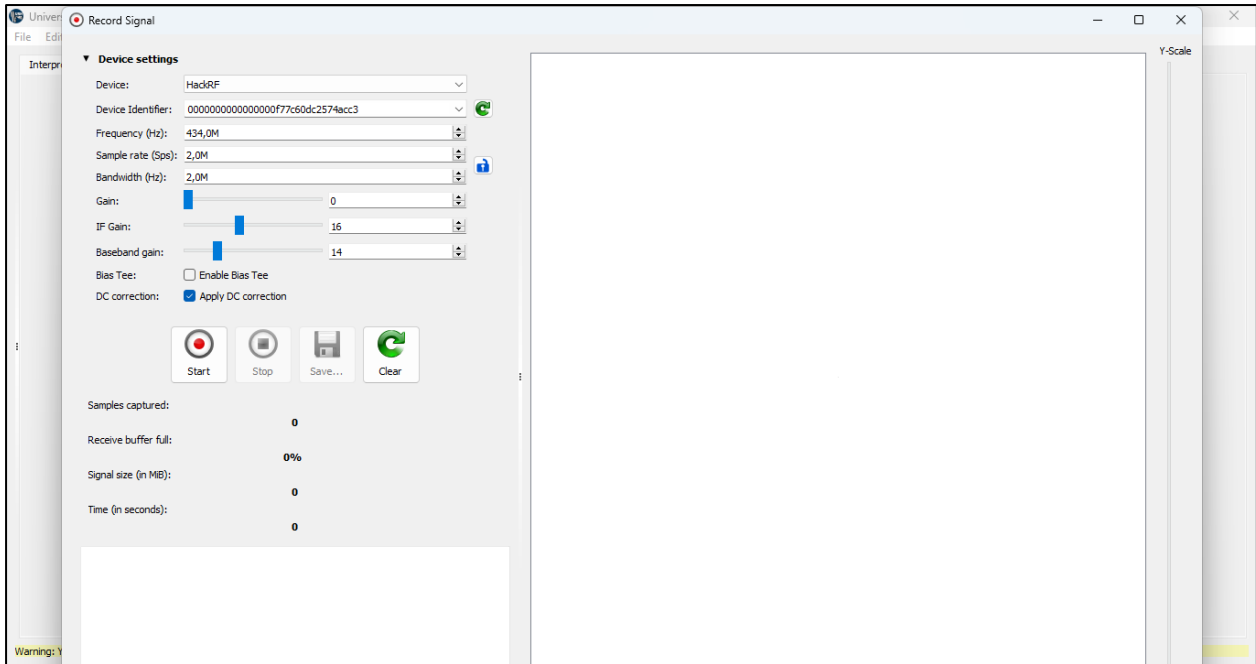 Univer
Record Signal
File Edi
Y-Scale
Interpr
Device settings
Device: HackRF
Device Identifier: 0000000000000000f77c60dc2574acc3
Frequency (Hz): 434,0M
Sample rate (Sps): 2,0M
Bandwidth (Hz): 2,0M
Gain: 0
IF Gain: 16
Baseband gain: 14
Bias Tee: Enable Bias Tee
DC correction: Apply DC correction
Start Stop Save... Clear
Samples captured:
0
Receive buffer full:
0%
Signal size (in MiB):
0
Time (in seconds):
0
Warning: Y